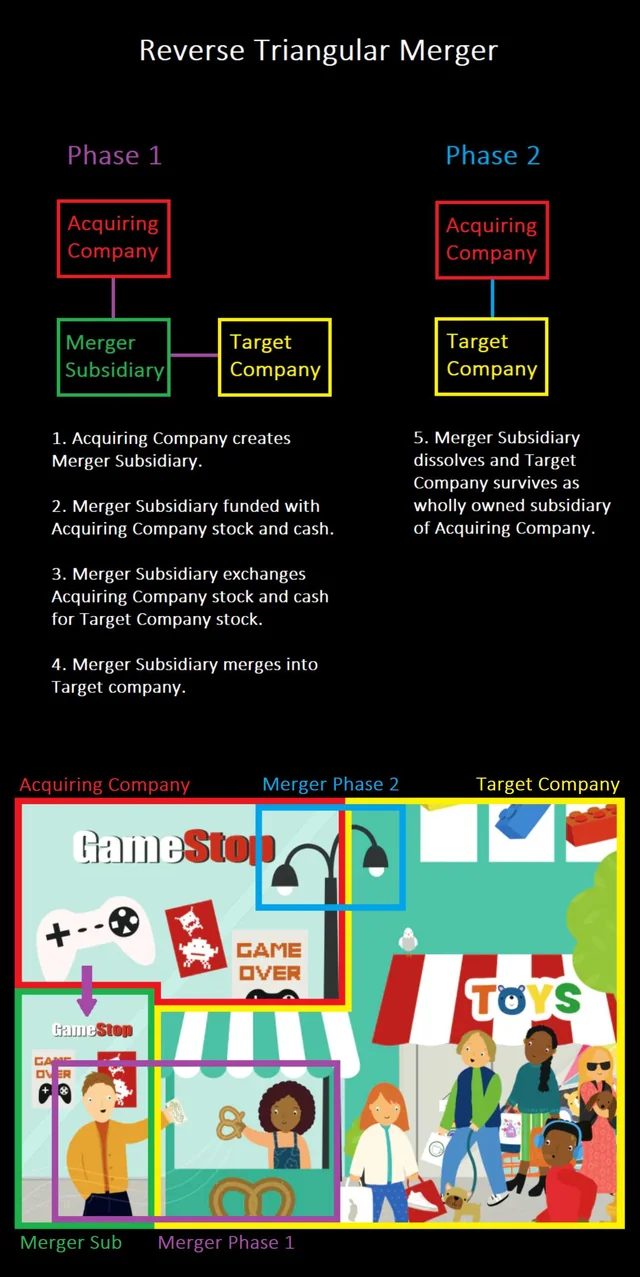 Reverse Triangular Merger
Phase 1
Acquiring
Company
Merger
Subsidiary
Target
Company
1. Acquiring Company creates
Merger Subsidiary.
2. Merger Subsidiary funded with
Acquiring Company stock and cash.
3. Merger Subsidiary exchanges
Acquiring Company stock and cash
for Target Company stock.
4. Merger Subsidiary merges into
Target company.
Phase 2
Acquiring
Company
Target
Company
5. Merger Subsidiary
dissolves and Target
Company survives as
wholly owned subsidiary
of Acquiring Company.
Acquiring Company
Merger Phase 2
Target Company
GameStop
GAME
OVER
TOYS
GameStop
GAME
OVER
Merger Sub
Merger Phase 1